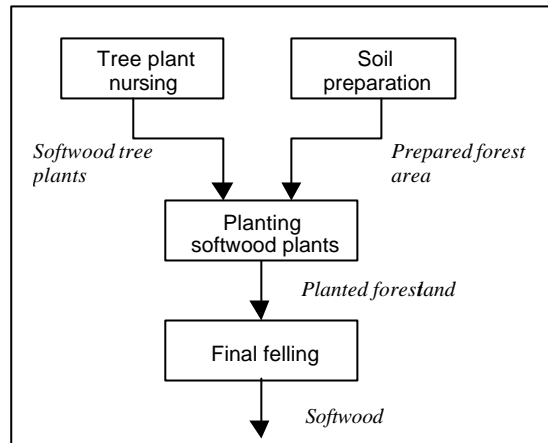 Tree plant
nursing
Soil
preparation
Softwood tree
plants
Prepared forest
area
Planting
softwood plants
Planted forestland
Final felling
Softwood